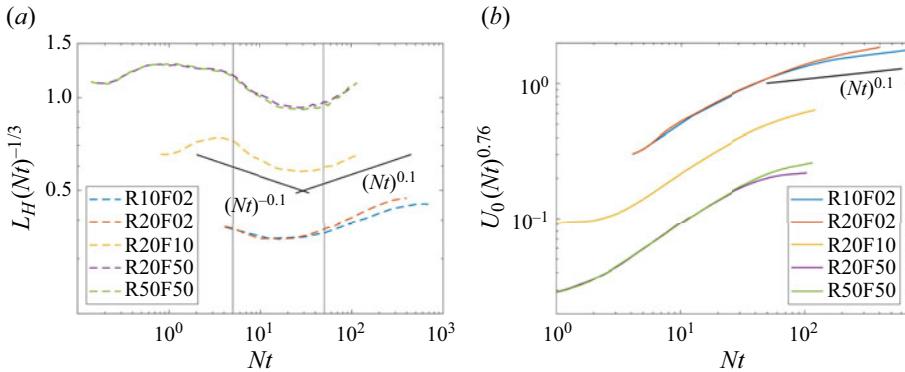 (a)
1.5
1.0
0.5
L_H(Nt)^{-1/3}
(Nt)^{-0.1}
(Nt)^{0.1}
R10F02
R20F02
R20F10
R20F50
R50F50
10^0 10^1 10^2 10^3
Nt
(b)
10^0
10^{-1}
U_0 (Nt)^{0.76}
(Nt)^{0.1}
R10F02
R20F02
R20F10
R20F50
R50F50
10^0 10^1 10^2
Nt